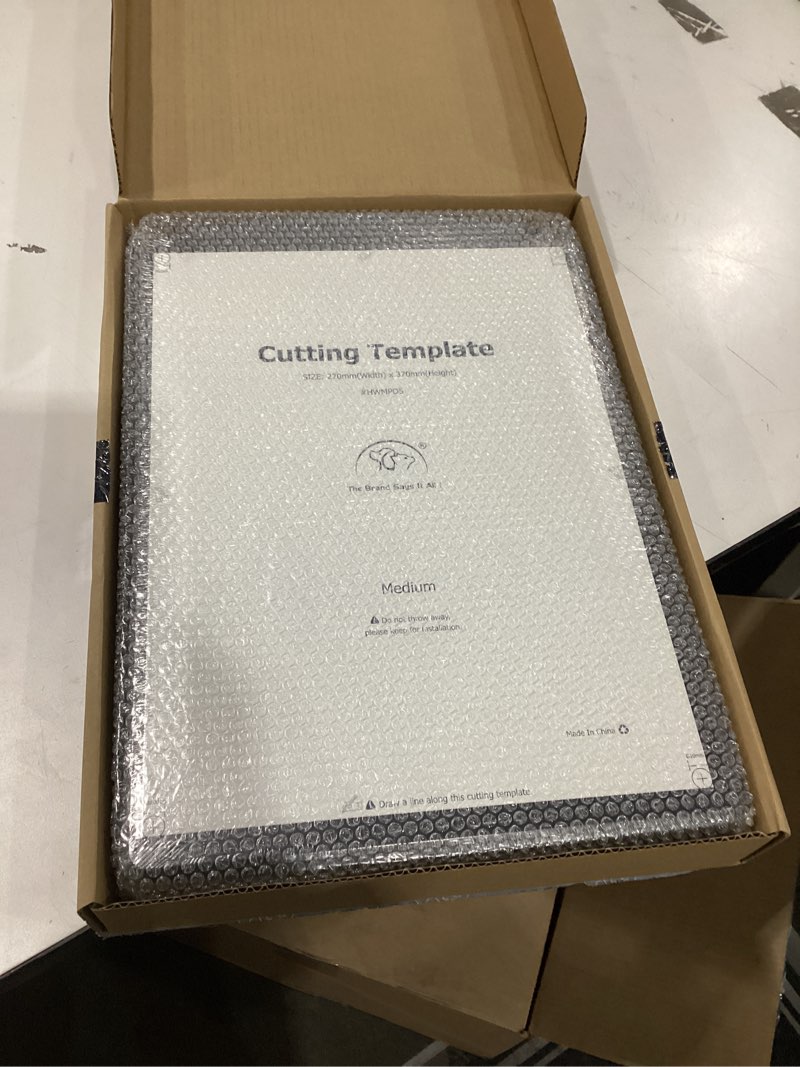 Cutting Template
SIZE: 270mm(Width) x 370mm(Height)
®
The Brand Says It All !
Medium
Do not throw away,
please keep for installation.
Made In China
Draw a line along this cutting template.